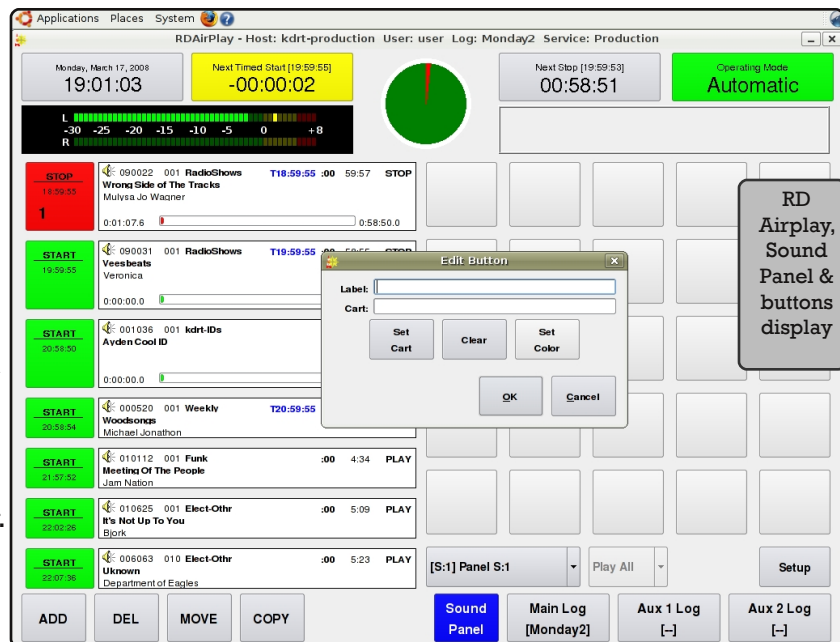 Applications Places System
RDAirPlay - Host: kdrt-production User: user Log: Monday2 Service: Production
Monday, March 17, 2008
19:01:03
Next Timed Start [19:59:55]
-00:00:02
Next Stop [19:59:53]
00:58:51
Operating Mode
Automatic
L
-30 -25 -20 -15 -10 -5 0 +8
R
STOP
18:59:55
1
090022 001 RadioShows T18:59:55 :00 59:57 STOP
Wrong Side of The Tracks
Mulysa Jo Wagner
0:01:07.6 0:58:50.0
START
19:59:55
090031 001 RadioShows T19:59:55
Veesbeats
Veronica
0:00:00.0
START
20:58:50
001036 001 kdrt-IDs
Ayden Cool ID
0:00:00.0
START
20:58:54
000520 001 Weekly T20:59:55
Woodsongs
Michael Jonathon
START
21:57:52
010112 001 Funk :00 4:34 PLAY
Meeting Of The People
Jam Nation
START
22:02:26
010625 001 Elect-Othr :00 5:09 PLAY
It's Not Up To You
Bjork
START
22:07:36
006063 010 Elect-Othr :00 5:23 PLAY
Uknown
Department of Eagles
Edit Button
Label:
Cart:
Set
Cart
Clear
Set
Color
OK
Cancel
RD
Airplay,
Sound
Panel &
buttons
display
[S:1] Panel S:1
Play All
Setup
ADD
DEL
MOVE
COPY
Sound
Panel
Main Log
[Monday2]
Aux 1 Log
[--]
Aux 2 Log
[--]